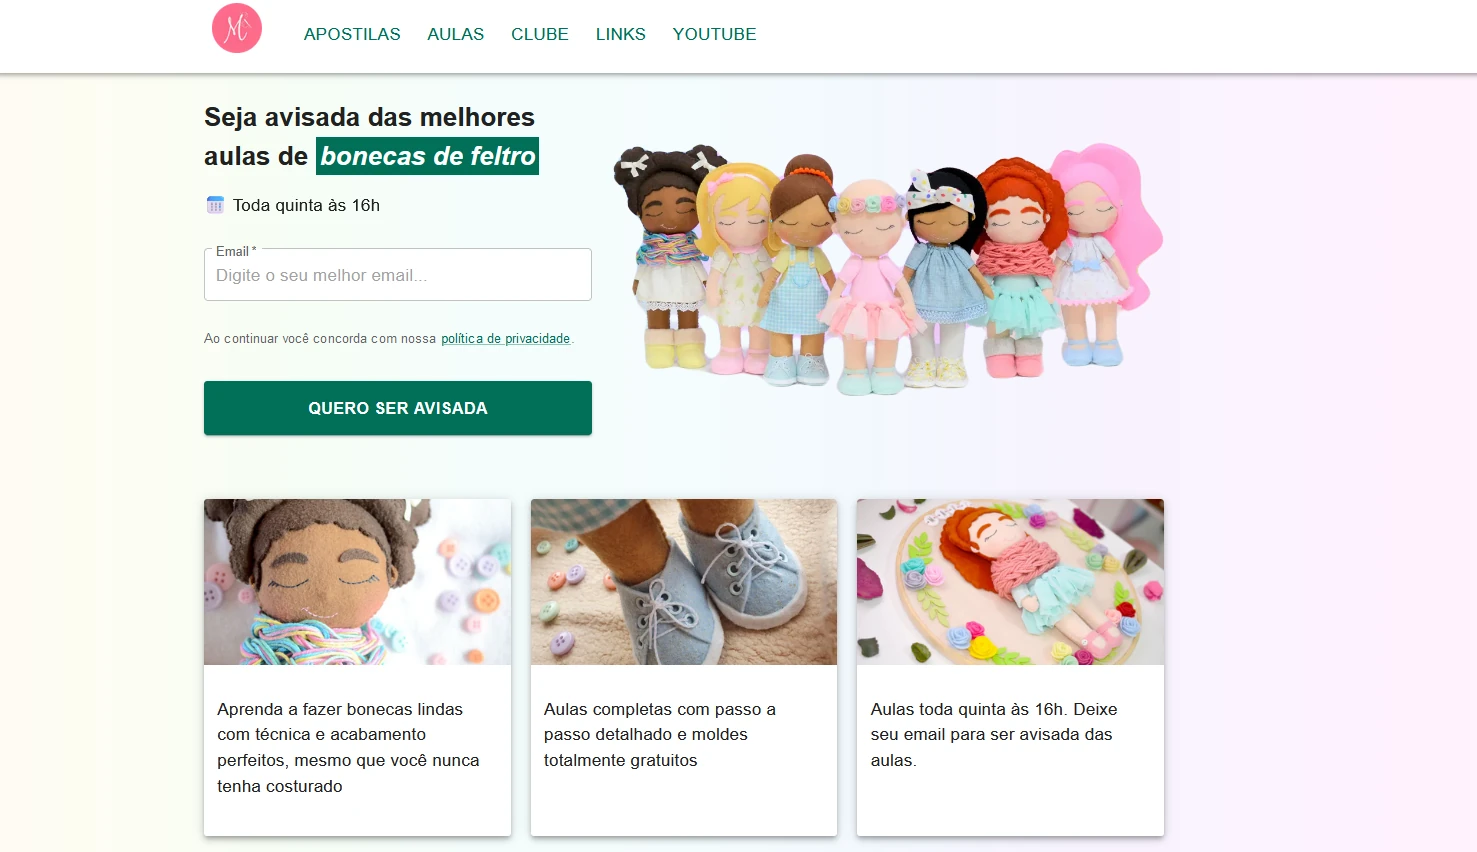 M
APOSTILAS AULAS CLUBE LINKS YOUTUBE
Seja avisada das melhores
aulas de bonecas de feltro
Toda quinta às 16h
Email *
Digite o seu melhor email...
Ao continuar você concorda com nossa política de privacidade.
QUERO SER AVISADA
Aprenda a fazer bonecas lindas
com técnica e acabamento
perfeitos, mesmo que você nunca
tenha costurado
Aulas completas com passo a
passo detalhado e moldes
totalmente gratuitos
Aulas toda quinta às 16h. Deixe
seu email para ser avisada das
aulas.